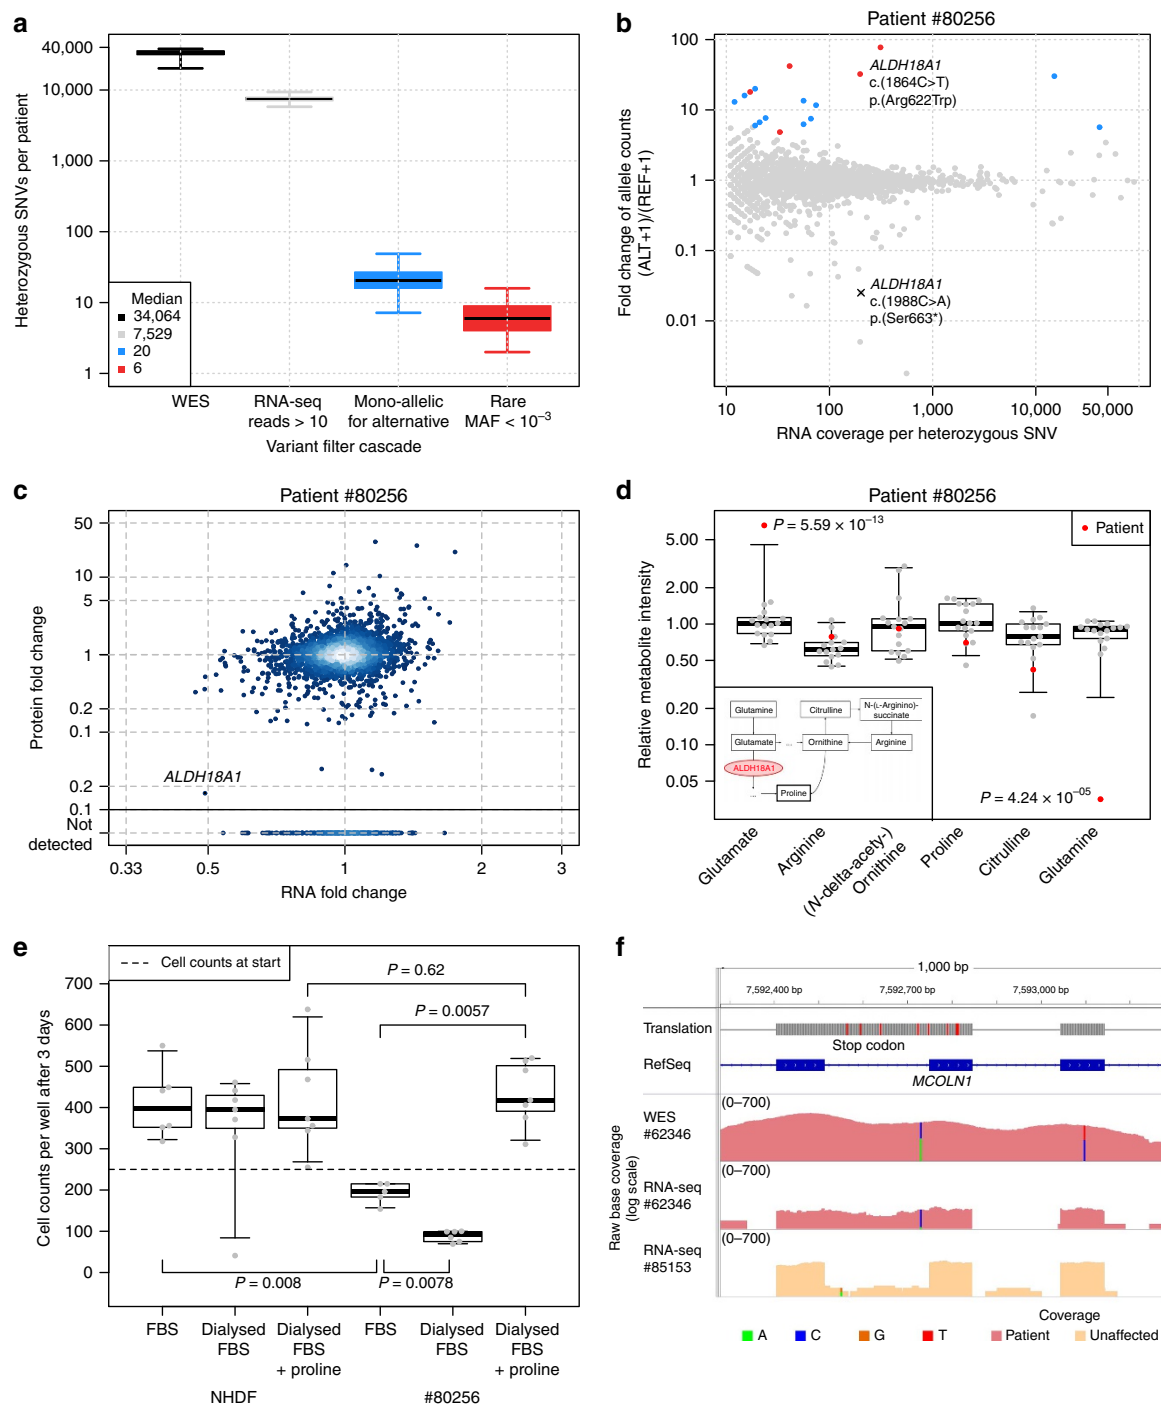 a
Heterozygous SNVs per patient
40,000
10,000
1,000
100
10
1
Median
34,064
7,529
20
6
WES
RNA-seq
reads > 10
Mono-allelic
for alternative
Rare
MAF < 10⁻³
Variant filter cascade
b
Patient #80256
Fold change of allele counts
(ALT+1)/(REF+1)
100
10
1
0.1
0.01
ALDH18A1
c.(1864C>T)
p.(Arg622Trp)
ALDH18A1
c.(1988C>A)
p.(Ser663*)
10
100
1,000
10,000
50,000
RNA coverage per heterozygous SNV
c
Patient #80256
Protein fold change
50
10
5
1
0.2
0.1
0.2
0.1
Not
detected
ALDH18A1
0.33
0.5
1
2
3
RNA fold change
d
Patient #80256
Relative metabolite intensity
5.00
2.00
1.00
0.50
0.20
0.10
0.05
P = 5.59 × 10⁻¹³
Patient
P = 4.24 × 10⁻⁰⁵
Glutamine
Citrulline
N-(L-Arginino)-
succinate
Glutamate
...
Ornithine
Arginine
ALDH18A1
...
Proline
Glutamate
Arginine
(N-delta-acety-)
Ornithine
Proline
Citrulline
Glutamine
e
Cell counts per well after 3 days
Cell counts at start
700
600
500
400
300
200
100
0
P = 0.62
P = 0.0057
P = 0.008
P = 0.0078
FBS
Dialysed
FBS
Dialysed
FBS
+ proline
FBS
Dialysed
FBS
Dialysed
FBS
+ proline
NHDF
#80256
f
1,000 bp
7,592,400 bp
7,592,700 bp
7,593,000 bp
Translation
Stop codon
RefSeq
MCOLN1
Raw base coverage
(log scale)
WES
#62346
(0–700)
RNA-seq
#62346
(0–700)
RNA-seq
#85153
(0–700)
Coverage
A
C
G
T
Patient
Unaffected